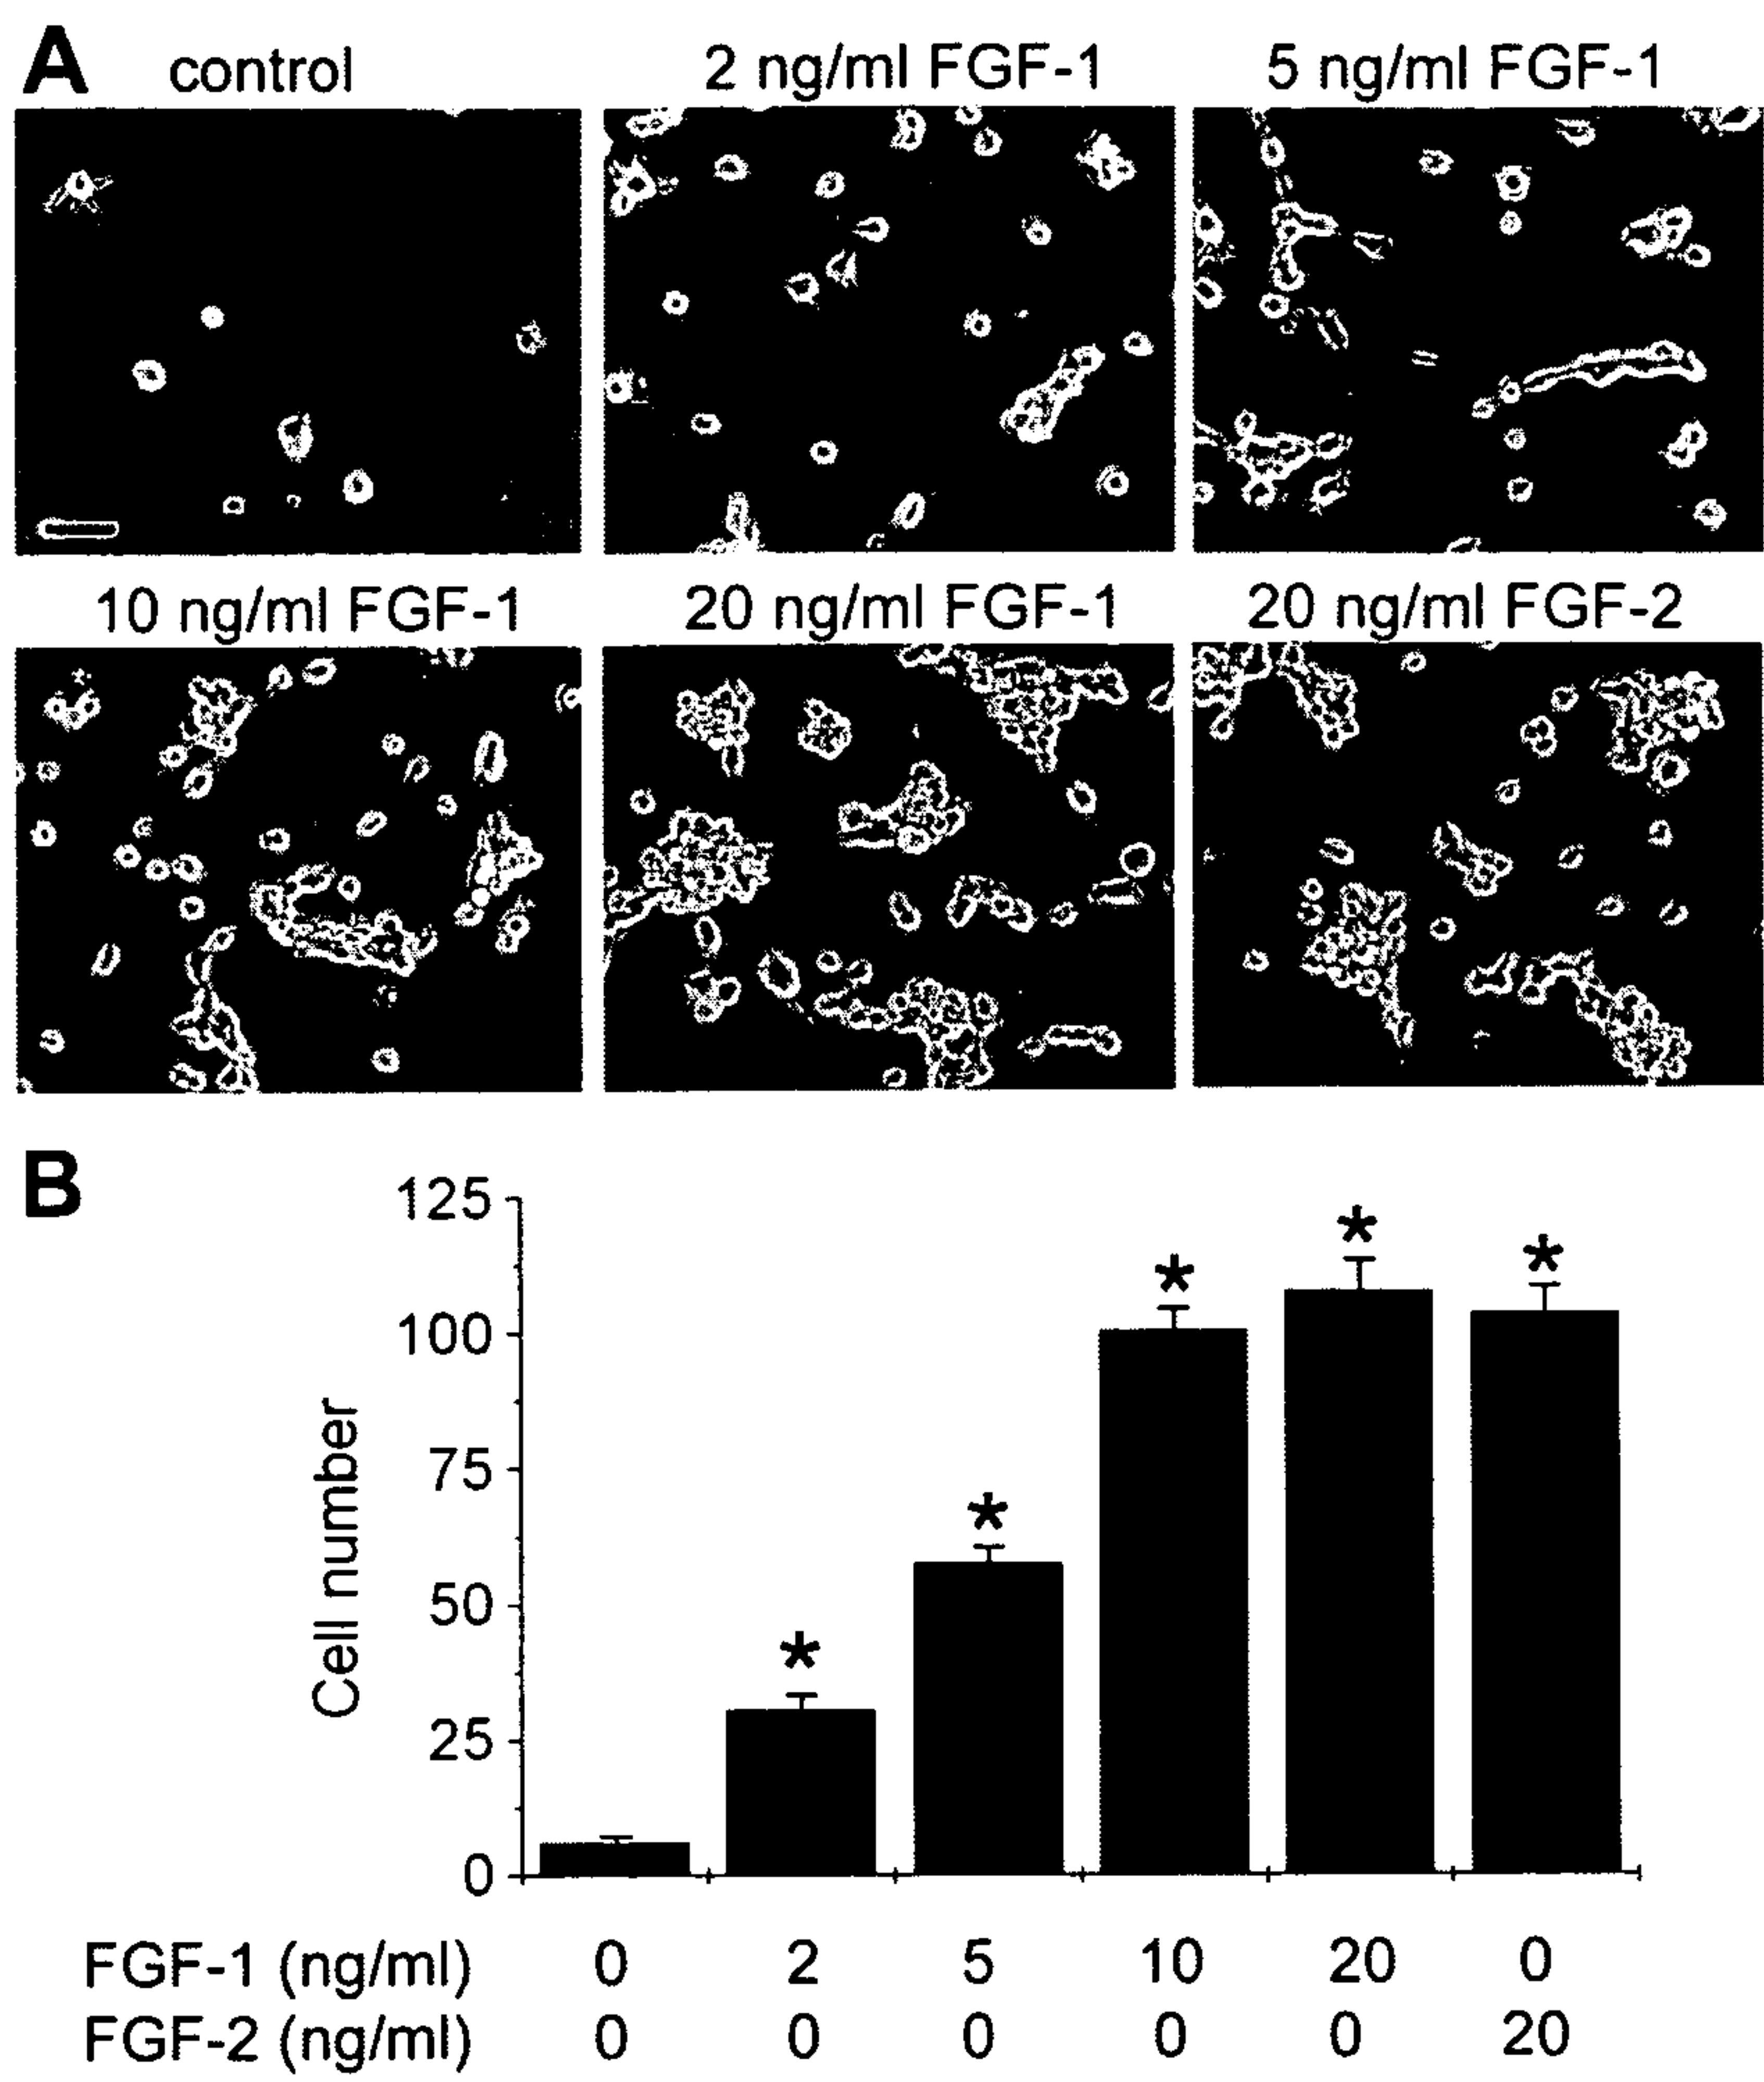 A control 2 ng/ml FGF-1 5 ng/ml FGF-1
10 ng/ml FGF-1 20 ng/ml FGF-1 20 ng/ml FGF-2
B
125
100
75
50
25
0
Cell number
* * * * *
FGF-1 (ng/ml) 0 2 5 10 20 0
FGF-2 (ng/ml) 0 0 0 0 0 20